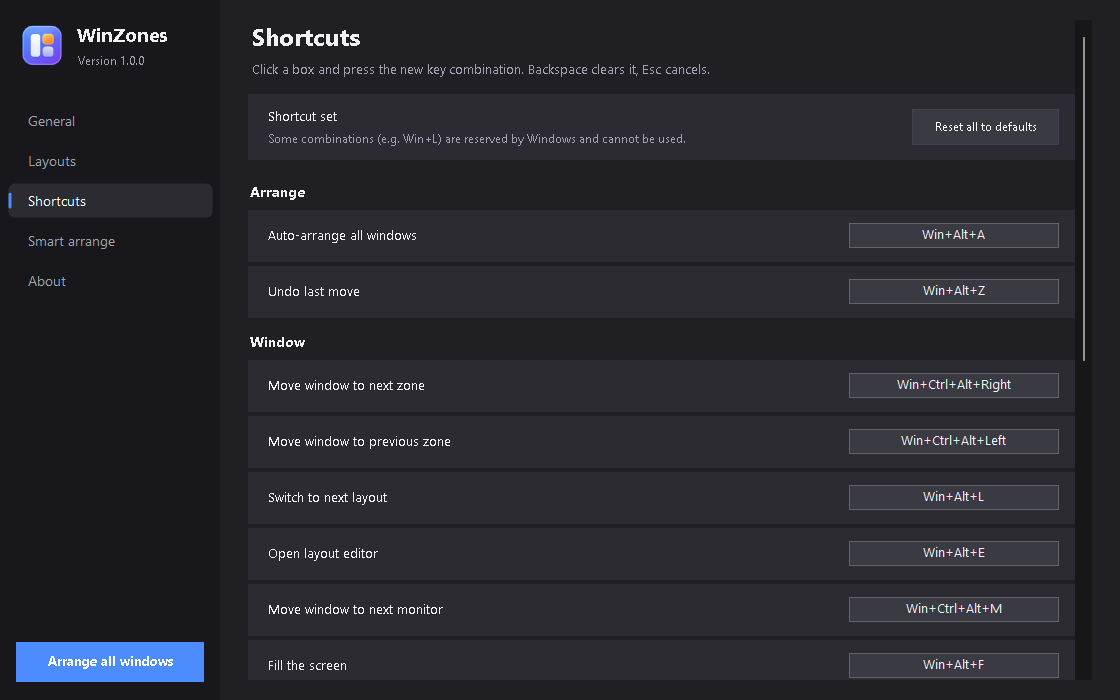 WinZones
Version 1.0.0
General
Layouts
Shortcuts
Smart arrange
About
Arrange all windows
Shortcuts
Click a box and press the new key combination. Backspace clears it, Esc cancels.
Shortcut set
Some combinations (e.g. Win+L) are reserved by Windows and cannot be used.
Reset all to defaults
Arrange
Auto-arrange all windows
Win+Alt+A
Undo last move
Win+Alt+Z
Window
Move window to next zone
Win+Ctrl+Alt+Right
Move window to previous zone
Win+Ctrl+Alt+Left
Switch to next layout
Win+Alt+L
Open layout editor
Win+Alt+E
Move window to next monitor
Win+Ctrl+Alt+M
Fill the screen
Win+Alt+F